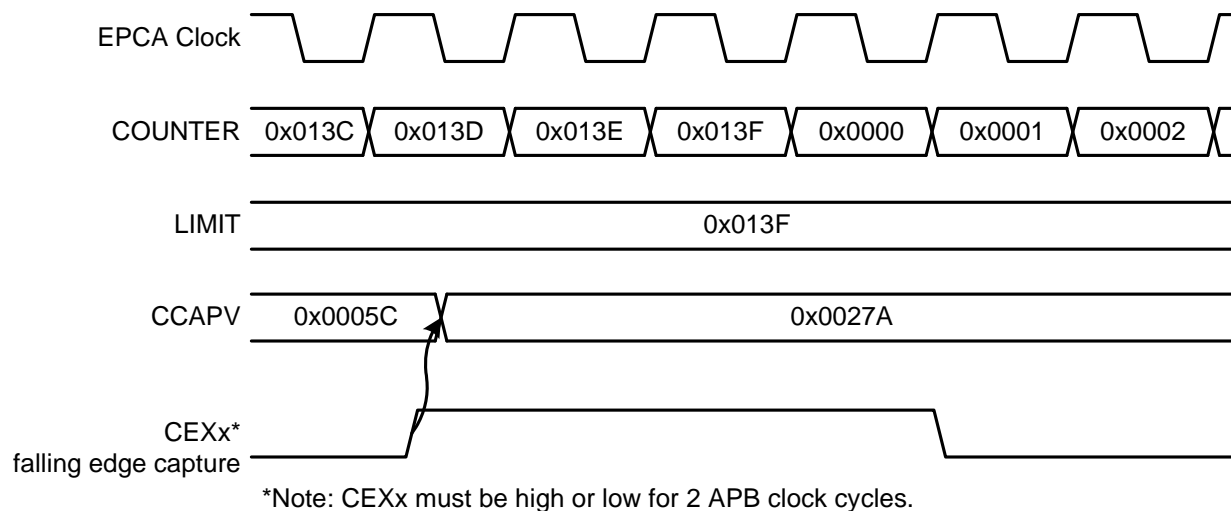 EPCA Clock
COUNTER 0x013C 0x013D 0x013E 0x013F 0x0000 0x0001 0x0002
LIMIT 0x013F
CCAPV 0x0005C 0x0027A
CEXx*
falling edge capture
*Note: CEXx must be high or low for 2 APB clock cycles.